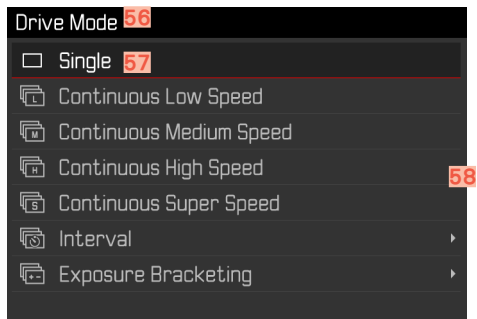 Drive Mode 56
Single 57
L Continuous Low Speed
M Continuous Medium Speed
H Continuous High Speed
58
S Continuous Super Speed
Interval
+- Exposure Bracketing